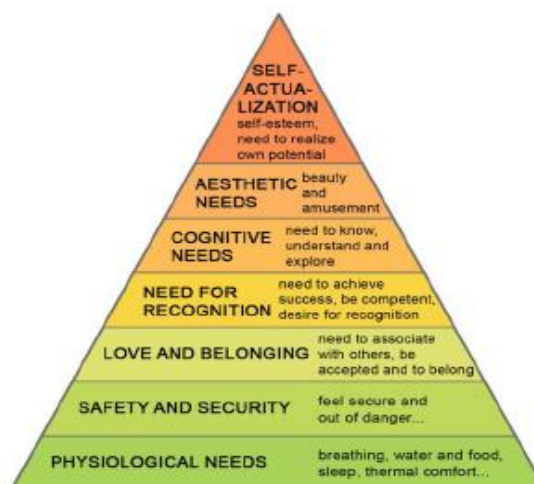 SELF-
ACTUA-
LIZATION
self-esteem,
need to realize
own potential
AESTHETIC
NEEDS
beauty
and
amusement
COGNITIVE
NEEDS
need to know,
understand and
explore
NEED FOR
RECOGNITION
need to achieve
success, be competent,
desire for recognition
LOVE AND BELONGING
need to associate
with others, be
accepted and to belong
SAFETY AND SECURITY
feel secure and
out of danger...
PHYSIOLOGICAL NEEDS
breathing, water and food,
sleep, thermal comfort...